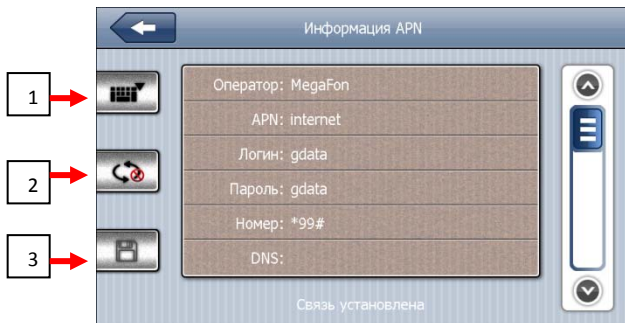 Информация APN
1
Оператор: MegaFon
APN: internet
2
Логин: gdata
Пароль: gdata
3
Номер: *99#
DNS:
Связь установлена